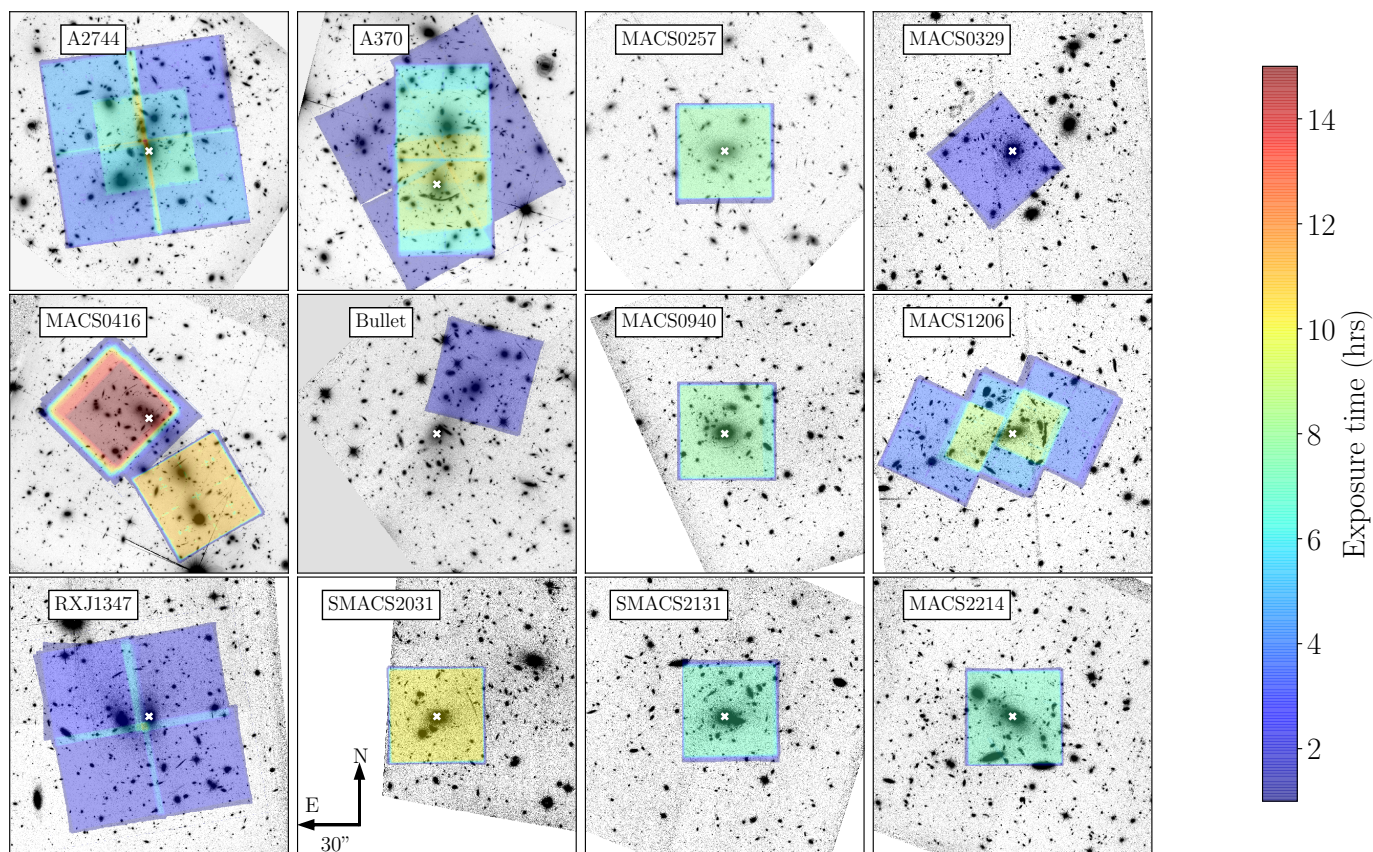 A2744
A370
MACS0257
MACS0329
MACS0416
Bullet
MACS0940
MACS1206
RXJ1347
SMACS2031
SMACS2131
MACS2214
N
E
30”
14
12
10
8
6
4
2
Exposure time (hrs)